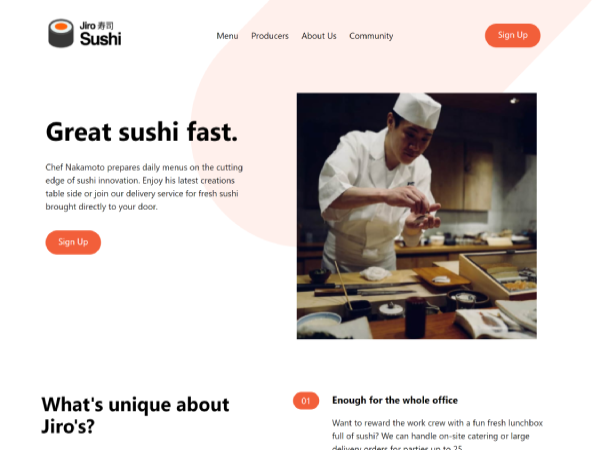 Jiro 寿司
Sushi
Menu
Producers
About Us
Community
Sign Up
Great sushi fast.
Chef Nakamoto prepares daily menus on the cutting
edge of sushi innovation. Enjoy his latest creations
table side or join our delivery service for fresh sushi
brought directly to your door.
Sign Up
What's unique about
Jiro's?
01
Enough for the whole office
Want to reward the work crew with a fun fresh lunchbox
full of sushi? We can handle on-site catering or large
delivery orders for parties up to 25.